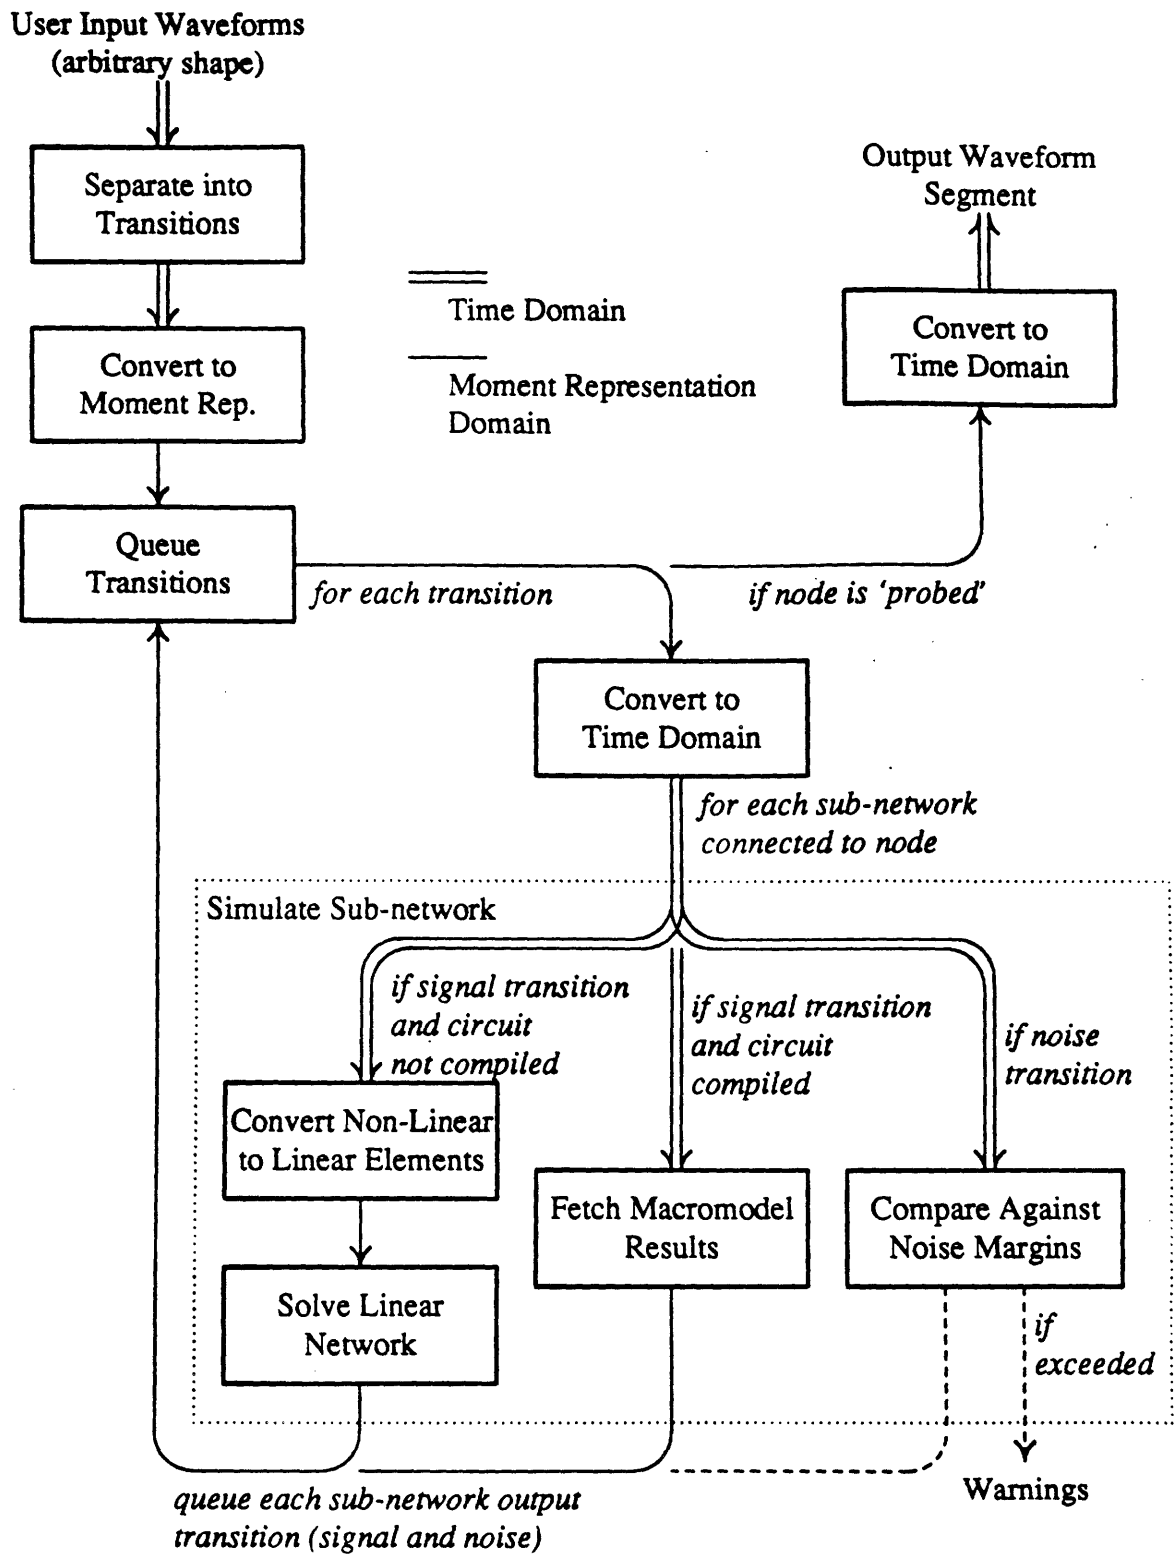 User Input Waveforms
(arbitrary shape)
Separate into
Transitions
Convert to
Moment Rep.
Queue
Transitions
Time Domain
Moment Representation
Domain
Output Waveform
Segment
Convert to
Time Domain
for each transition
if node is 'probed'
Convert to
Time Domain
for each sub-network
connected to node
Simulate Sub-network
if signal transition
and circuit
not compiled
if signal transition
and circuit
compiled
if noise
transition
Convert Non-Linear
to Linear Elements
Solve Linear
Network
Fetch Macromodel
Results
Compare Against
Noise Margins
if
exceeded
Warnings
queue each sub-network output
transition (signal and noise)